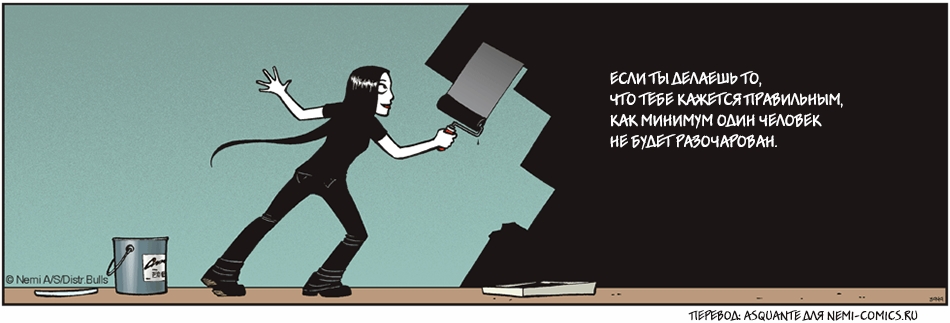 ЕСЛИ ТЫ ДЕЛАЕШЬ ТО,
ЧТО ТЕБЕ КАЖЕТСЯ ПРАВИЛЬНЫМ,
КАК МИНИМУМ ОДИН ЧЕЛОВЕК
НЕ БУДЕТ РАЗОЧАРОВАН.
© Nemi A/S/Distr.Bulls
ПЕРЕВОД: ASQUANTE ДЛЯ NEMI-COMICS.RU